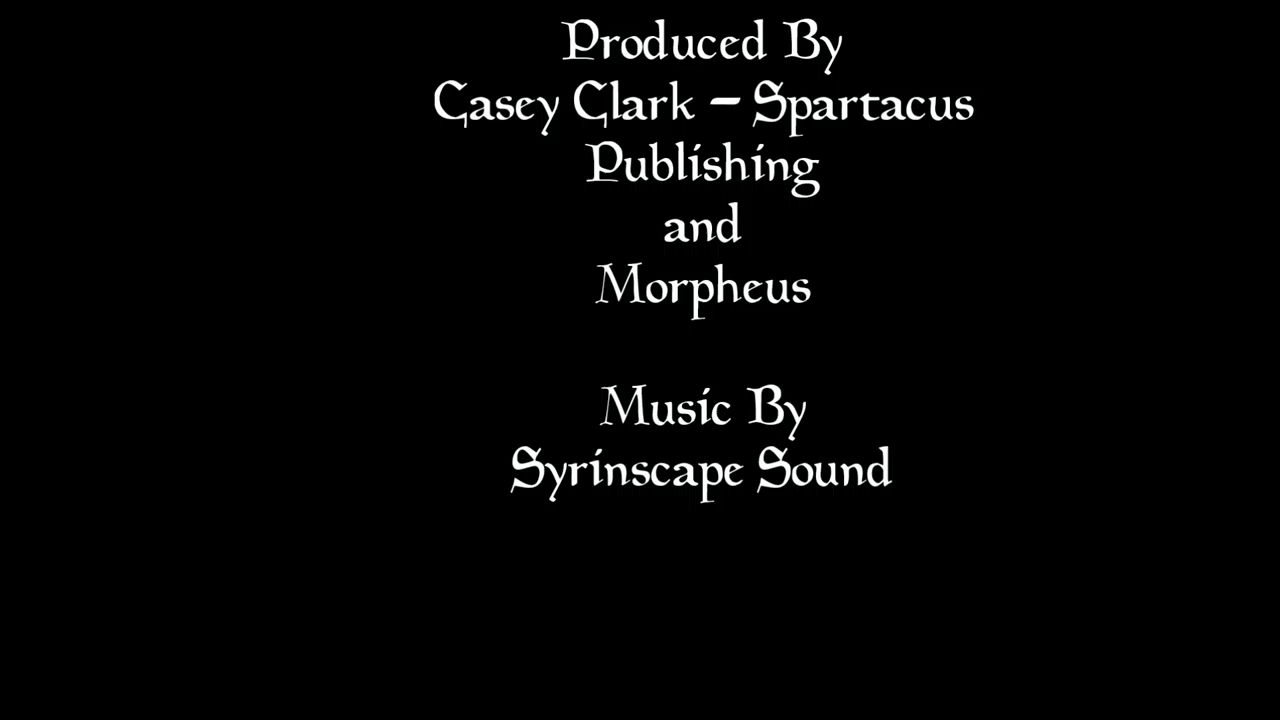 Produced By
Casey Clark - Spartacus
Publishing
and
Morpheus
Music By
Syrinscape Sound